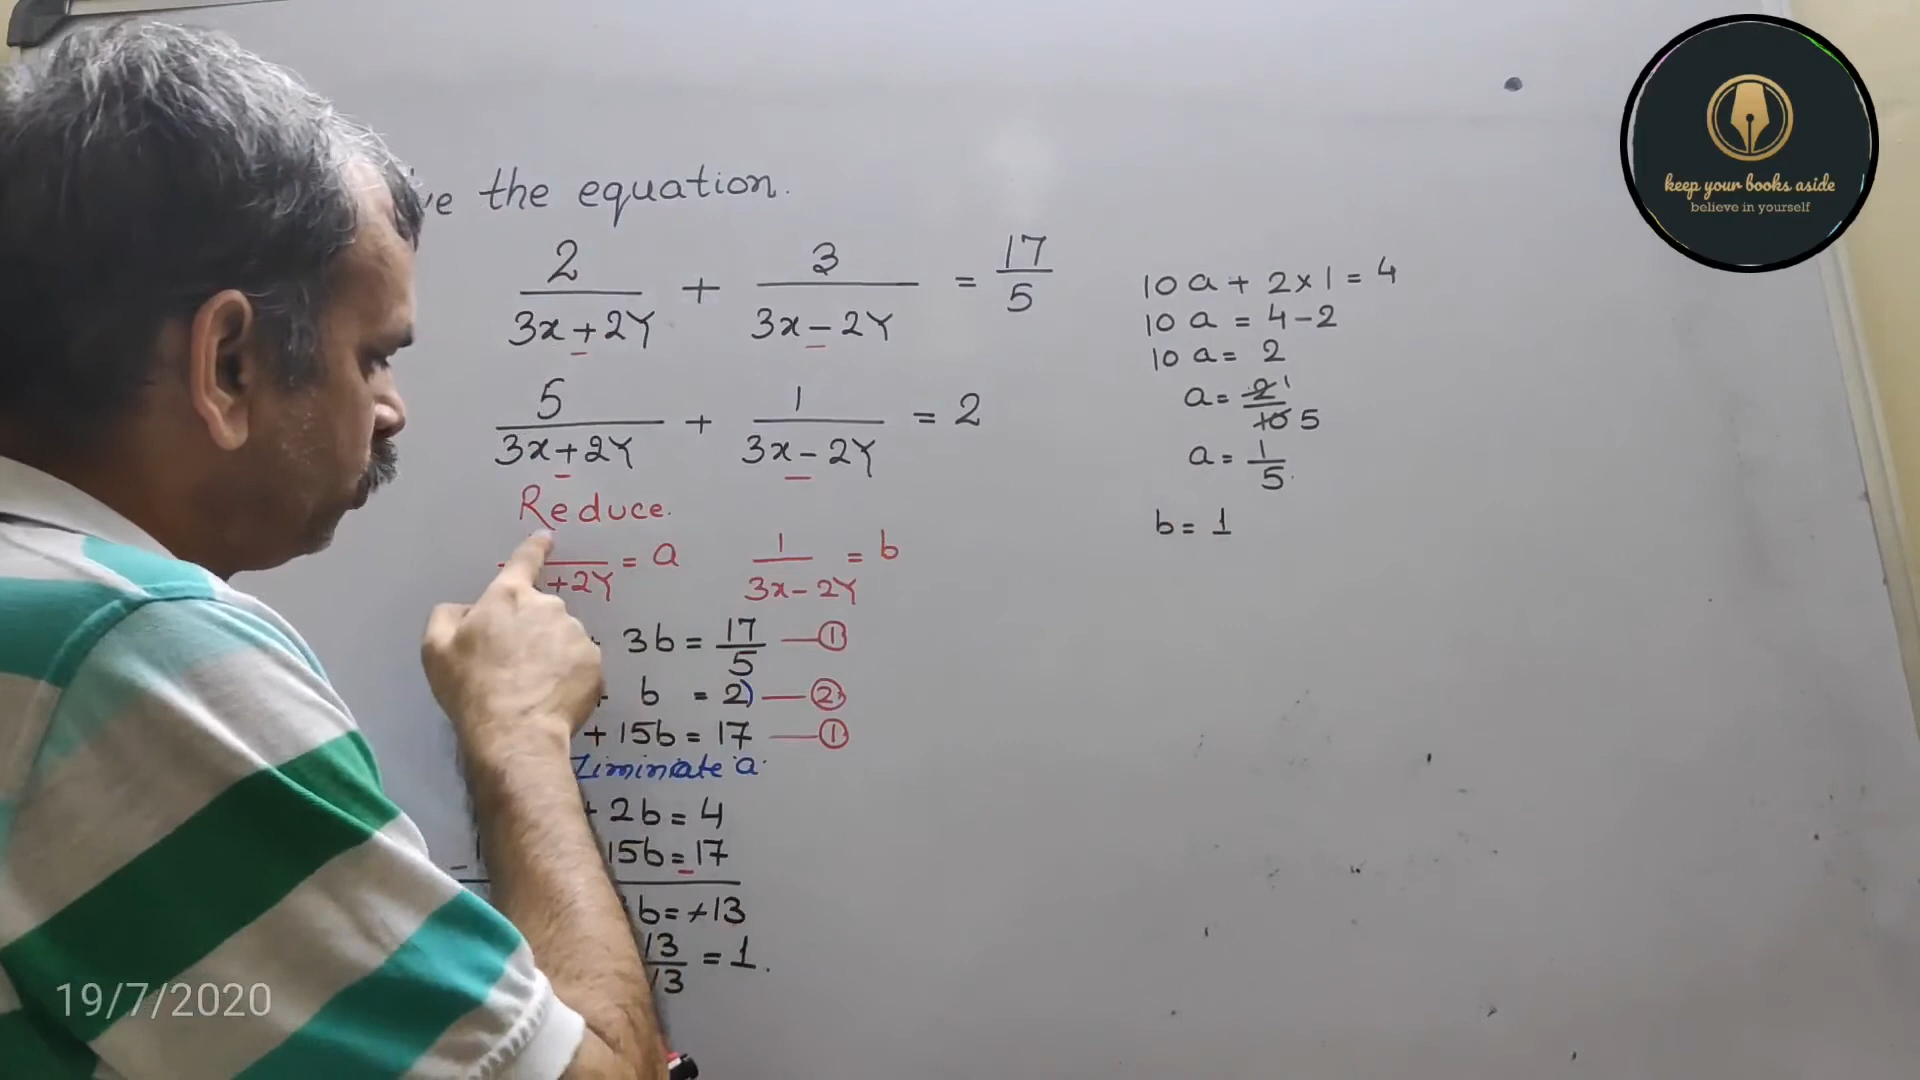 the equation.
2/(3x+2Y) + 3/(3x-2Y) = 17/5
5/(3x+2Y) + 1/(3x-2Y) = 2
Reduce.
+2Y = a 1/(3x-2Y) = b
+ 3b = 17/5 — ①
+ b = 2) — ②
+ 15b = 17 — ①
a
+ 2b = 4
15b = 17
b = +13
13/13 = 1.
10a + 2×1 = 4
10a = 4-2
10a = 2
a = 2/10 1 5
a = 1/5.
b = 1
keep your books aside
believe in yourself
19/7/2020